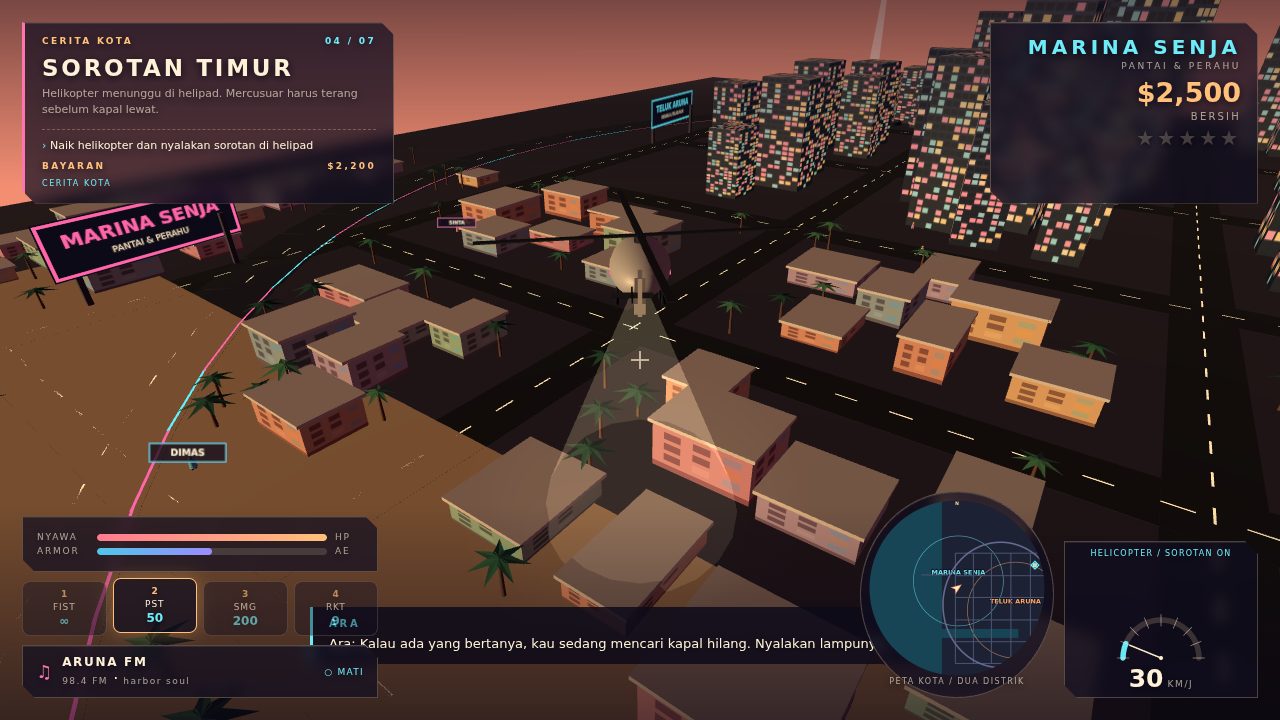 CERITA KOTA
04 / 07
SOROTAN TIMUR
Helikopter menunggu di helipad. Mercusuar harus terang
sebelum kapal lewat.
› Naik helikopter dan nyalakan sorotan di helipad
BAYARAN
$2,200
CERITA KOTA
MARINA SENJA
PANTAI & PERAHU
$2,500
BERSIH
★★★★★
TELUK ARUNA
MARINA SENJA
PANTAI & PERAHU
SINTA
DIMAS
NYAWA
HP
ARMOR
AE
1
FIST
∞
2
PST
50
3
SMG
200
4
RKT
ARA
Ara: Kalau ada yang bertanya, kau sedang mencari kapal hilang. Nyalakan lampuny
♫
ARUNA FM
98.4 FM · harbor soul
○ MATI
N
MARINA SENJA
TELUK ARUNA
PETA KOTA / DUA DISTRIK
HELICOPTER / SOROTAN ON
30 KM/J